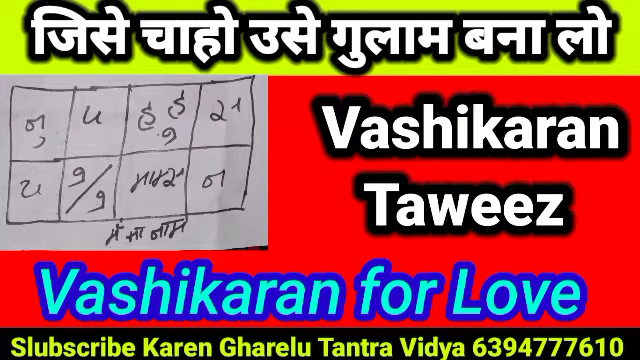 जिसे चाहो उसे गुलाम बना लो
Vashikaran
Taweez
प
Vashikaran for Love
Slubscribe Karen Gharelu Tantra Vidya 6394777610